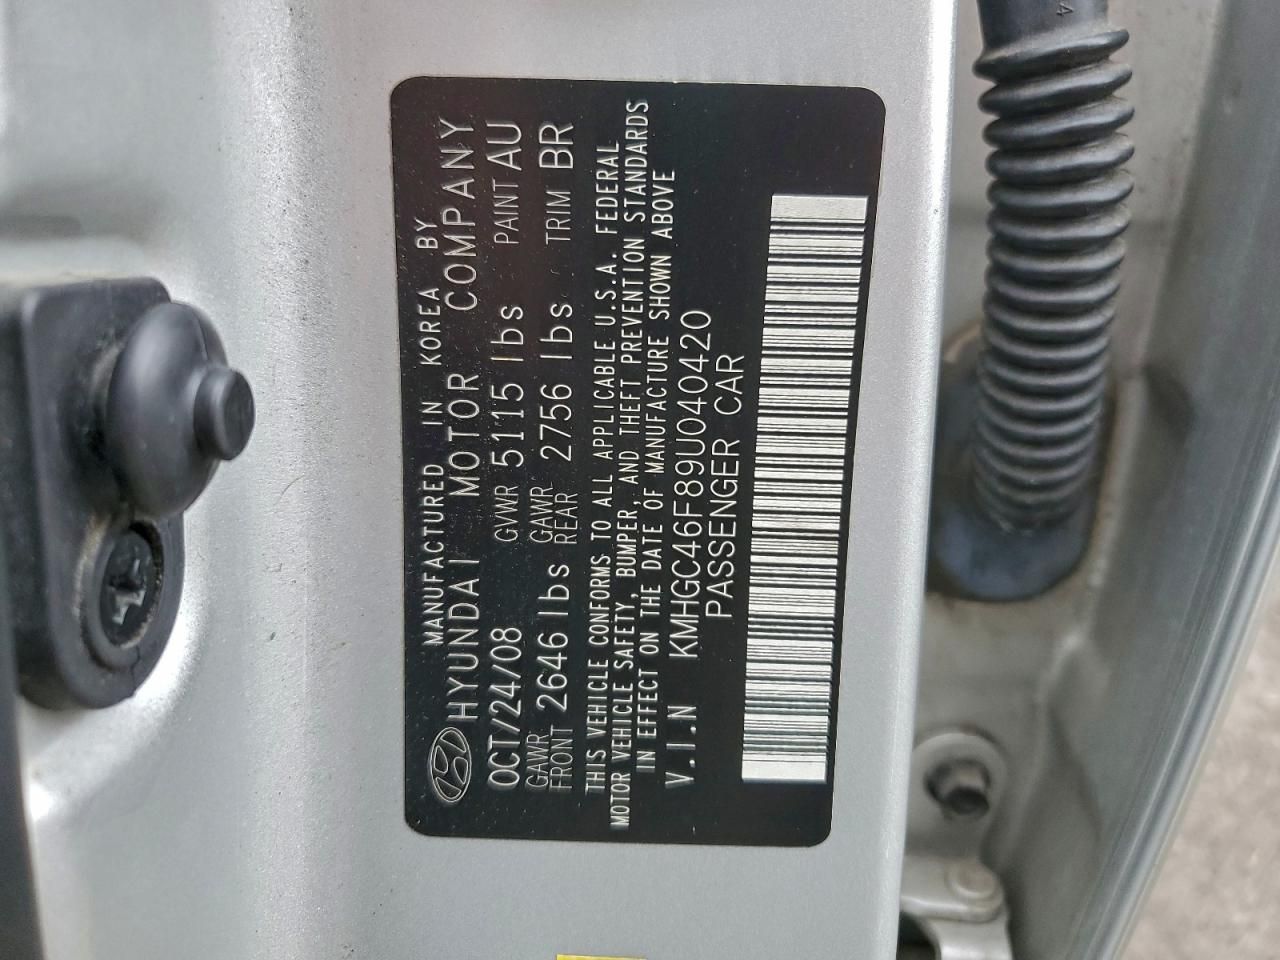 MANUFACTURED IN KOREA BY
HYUNDAI MOTOR COMPANY
OCT/24/08 GVWR 5115 lbs PAINT AU
GAWR FRONT 2646 lbs GAWR REAR 2756 lbs TRIM BR
THIS VEHICLE CONFORMS TO ALL APPLICABLE U.S.A. FEDERAL
MOTOR VEHICLE SAFETY, BUMPER, AND THEFT PREVENTION STANDARDS
IN EFFECT ON THE DATE OF MANUFACTURE SHOWN ABOVE
V.I.N KMHGC46F89U040420
PASSENGER CAR
4